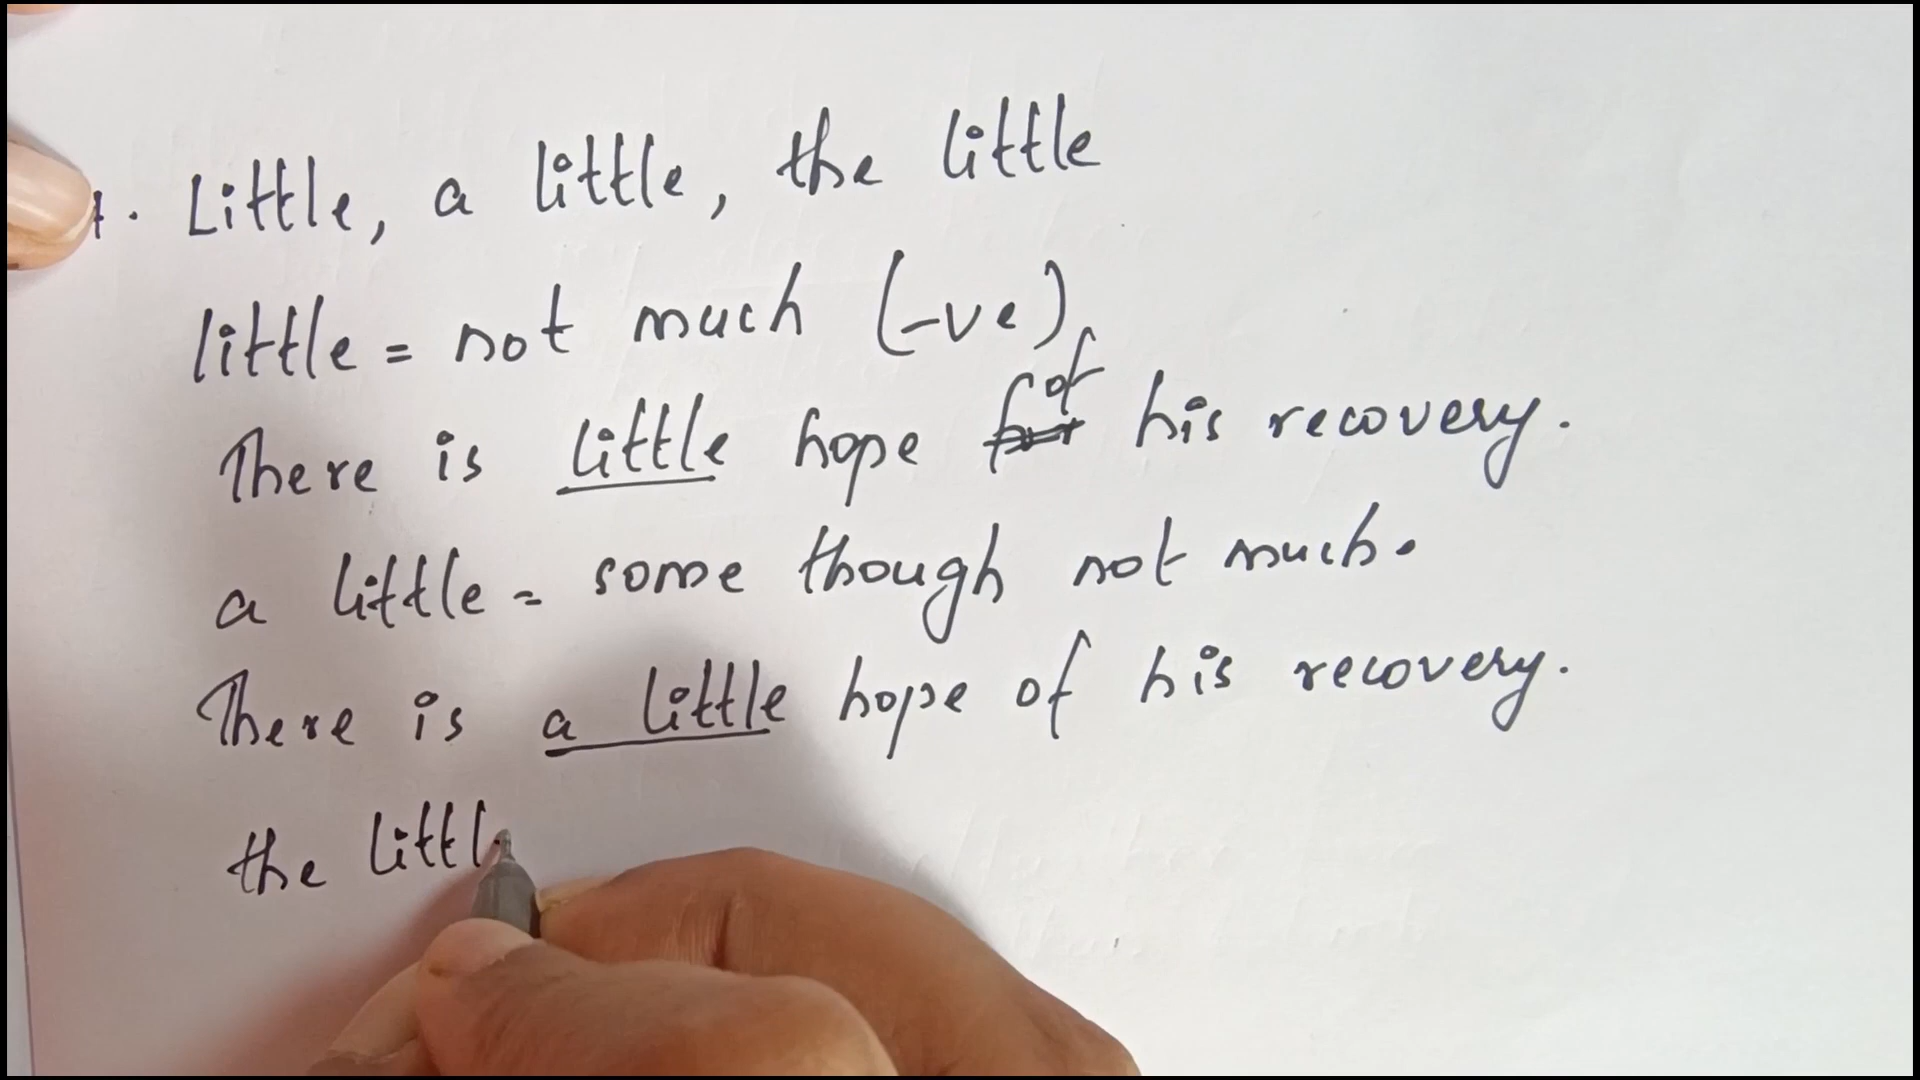 . Little, a little, the little
little = not much (-ve)
There is little hope of his recovery.
a little = some though not much.
There is a little hope of his recovery.
the littl